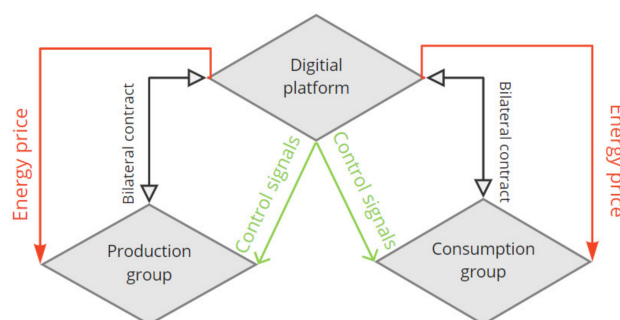 Digitial
platform
Energy price
Bilateral contract
Control signals
Control signals
Bilateral contract
Energy price
Production
group
Consumption
group